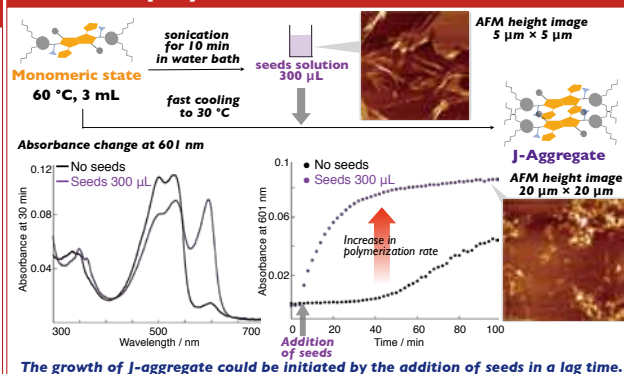 AFM height image
5 μm × 5 μm
sonication
for 10 min
in water bath
seeds solution
300 μL
Monomeric state
60 °C, 3 mL
fast cooling
to 30 °C
J-Aggregate
Absorbance change at 601 nm
AFM height image
20 μm × 20 μm
Absorbance at 30 min
0.12
0.08
0.04
No seeds
Seeds 300 μL
300
500
700
Wavelength / nm
Absorbance at 601 nm
0.1
0.06
0.02
No seeds
Seeds 300 μL
Increase in
polymerization rate
0
20
40
60
80
100
Time / min
Addition
of seeds
The growth of J-aggregate could be initiated by the addition of seeds in a lag time.